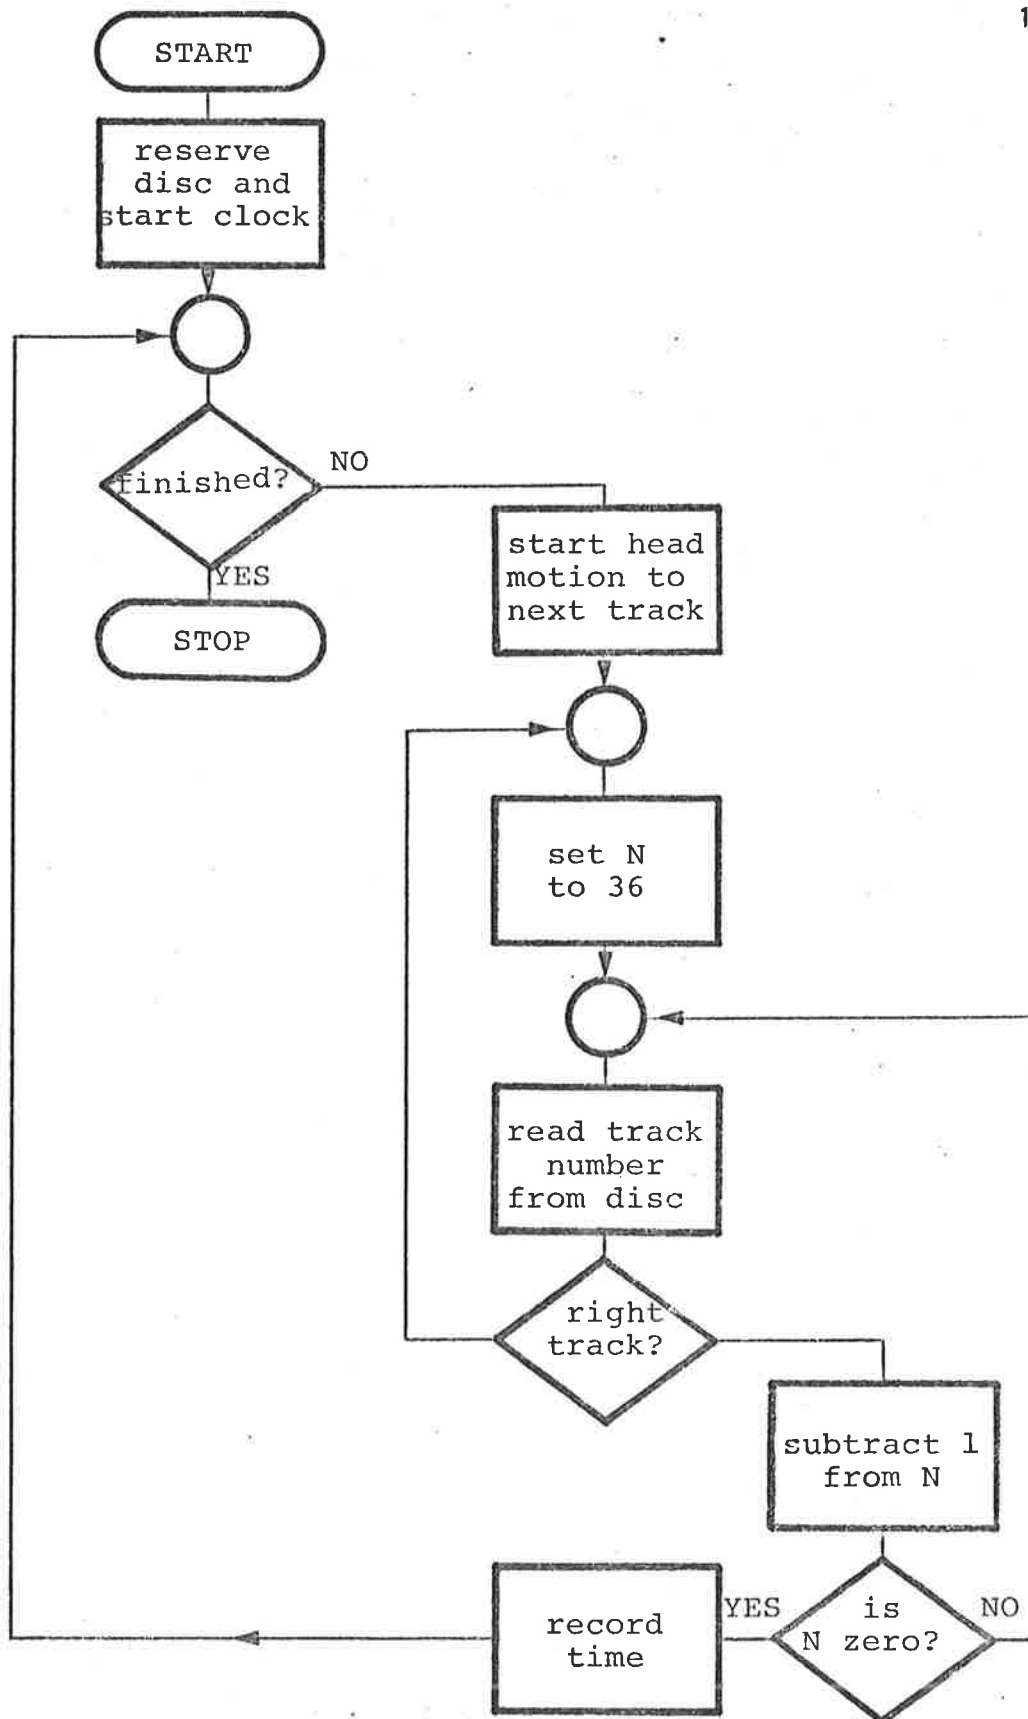 1
START
reserve
disc and
start clock
finished?
NO
YES
STOP
start head
motion to
next track
set N
to 36
read track
number
from disc
right
track?
subtract 1
from N
is
N zero?
YES
NO
record
time